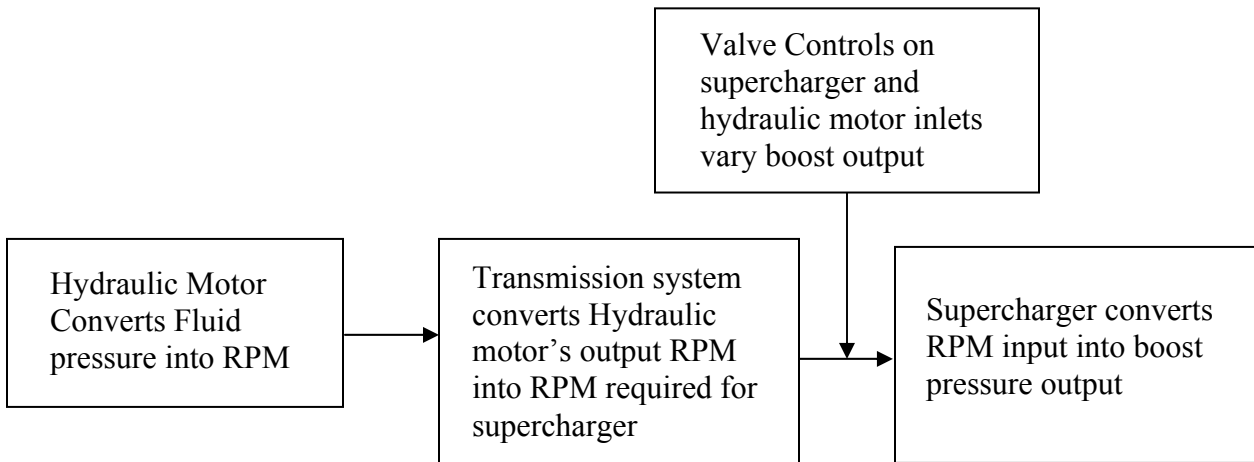 Valve Controls on
supercharger and
hydraulic motor inlets
vary boost output
Hydraulic Motor
Converts Fluid
pressure into RPM
Transmission system
converts Hydraulic
motor’s output RPM
into RPM required for
supercharger
Supercharger converts
RPM input into boost
pressure output